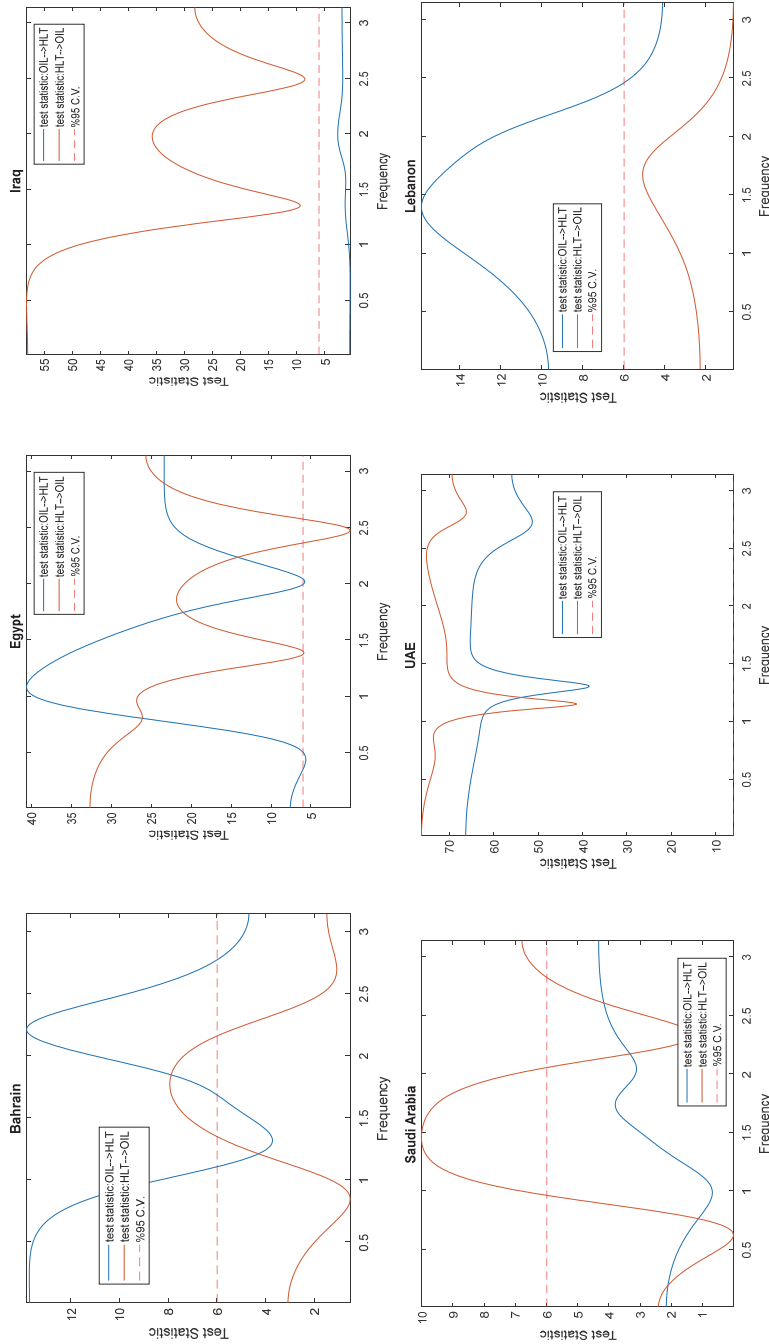 Bahrain
test statistic:OIL-->HLT
test statistic:HLT-->OIL
%95 C.V.
Test Statistic
12
10
8
6
4
2
0.5 1 1.5 2 2.5 3
Frequency
Egypt
test statistic:OIL-->HLT
test statistic:HLT-->OIL
%95 C.V.
Test Statistic
40
35
30
25
20
15
10
5
0.5 1 1.5 2 2.5 3
Frequency
Iraq
test statistic:OIL-->HLT
test statistic:HLT-->OIL
%95 C.V.
Test Statistic
55
50
45
40
35
30
25
20
15
10
5
0.5 1 1.5 2 2.5 3
Frequency
Saudi Arabia
test statistic:OIL-->HLT
test statistic:HLT-->OIL
%95 C.V.
Test Statistic
10
9
8
7
6
5
4
3
2
1
0.5 1 1.5 2 2.5 3
Frequency
UAE
test statistic:OIL-->HLT
test statistic:HLT-->OIL
%95 C.V.
Test Statistic
70
60
50
40
30
20
10
0.5 1 1.5 2 2.5 3
Frequency
Lebanon
test statistic:OIL-->HLT
test statistic:HLT-->OIL
%95 C.V.
Test Statistic
14
12
10
8
6
4
2
0.5 1 1.5 2 2.5 3
Frequency